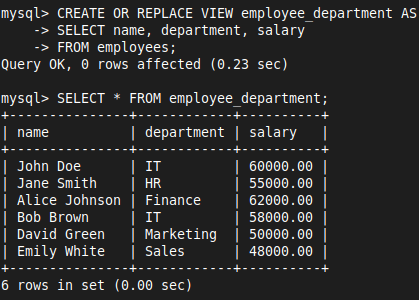 mysql> CREATE OR REPLACE VIEW employee_department AS
    -> SELECT name, department, salary
    -> FROM employees;
Query OK, 0 rows affected (0.23 sec)

mysql> SELECT * FROM employee_department;
+---------------+------------+----------+
| name          | department | salary   |
+---------------+------------+----------+
| John Doe      | IT         | 60000.00 |
| Jane Smith    | HR         | 55000.00 |
| Alice Johnson | Finance    | 62000.00 |
| Bob Brown     | IT         | 58000.00 |
| David Green   | Marketing  | 50000.00 |
| Emily White   | Sales      | 48000.00 |
+---------------+------------+----------+
6 rows in set (0.00 sec)